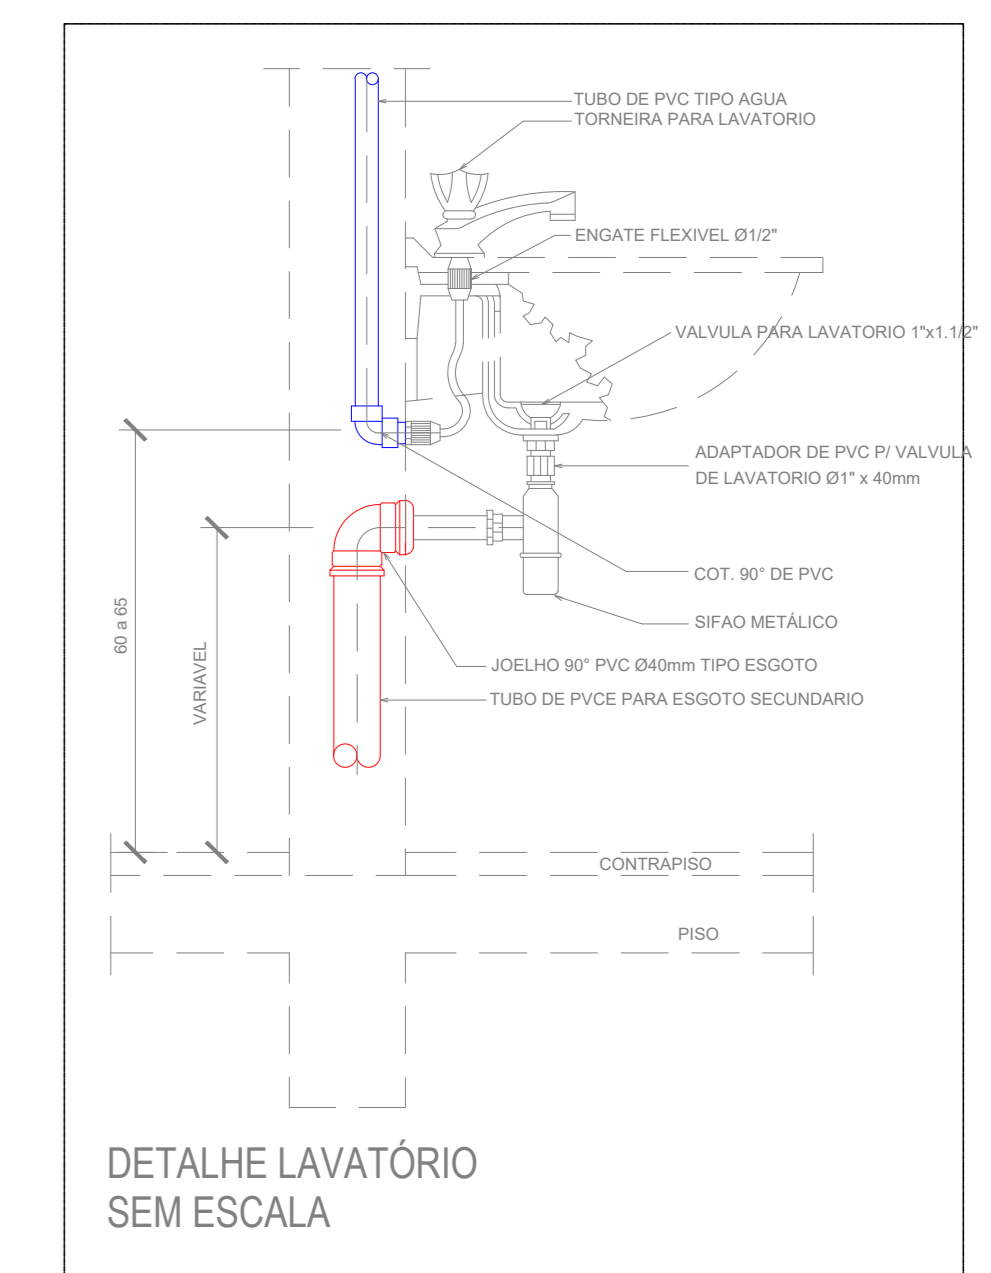 TUBO DE PVC TIPO AGUA
TORNEIRA PARA LAVATORIO
ENGATE FLEXIVEL Ø1/2"
VALVULA PARA LAVATORIO 1"x1.1/2"
ADAPTADOR DE PVC P/ VALVULA
DE LAVATORIO Ø1" x 40mm
COT. 90° DE PVC
SIFAO METÁLICO
JOELHO 90° PVC Ø40mm TIPO ESGOTO
TUBO DE PVCE PARA ESGOTO SECUNDARIO
60 a 65
VARIAVEL
CONTRAPISO
PISO
DETALHE LAVATÓRIO
SEM ESCALA